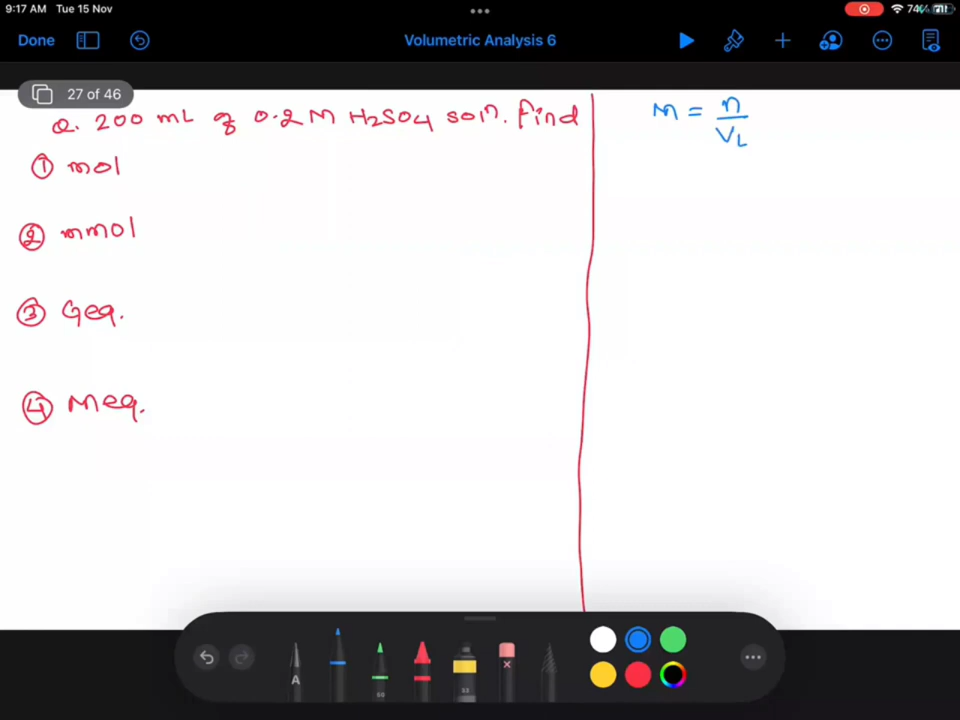 9:17 AM Tue 15 Nov
74%
Done
Volumetric Analysis 6
27 of 46
Q. 200 mL of 0.2 M H2SO4 soln. Find
① mol
② mmol
③ Geq.
④ Meq.
M = n
VL
A